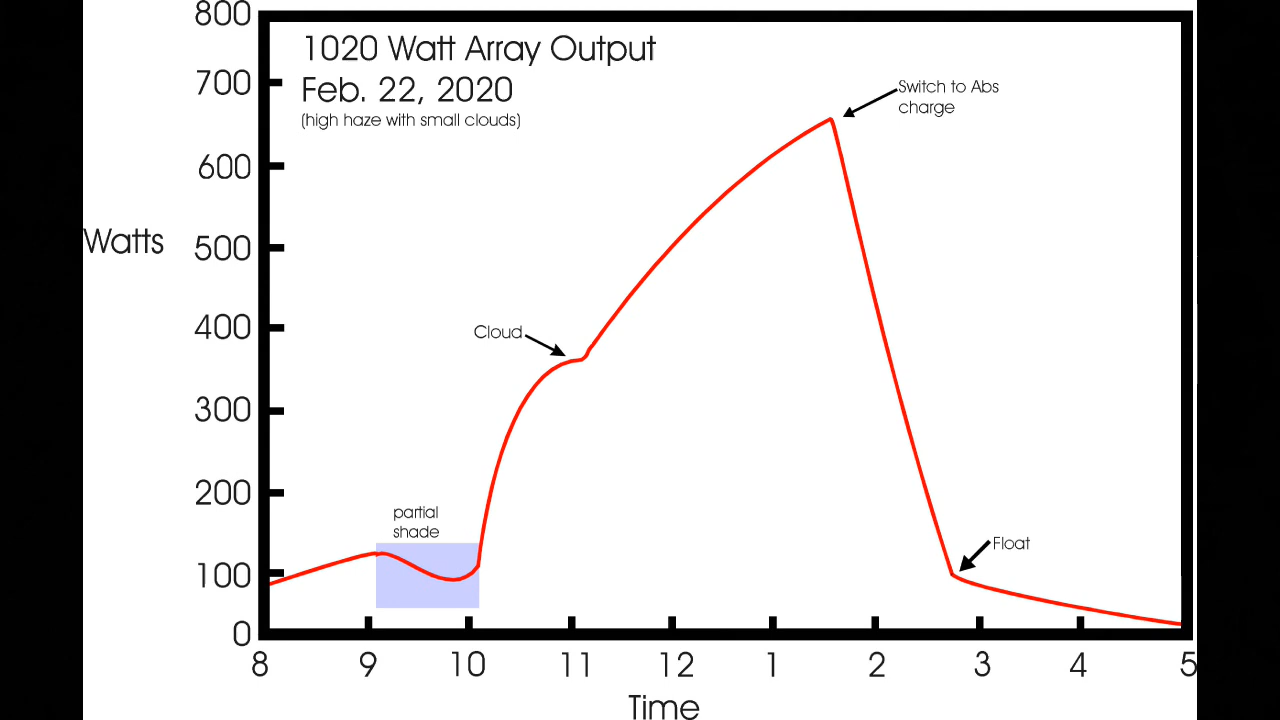 800
1020 Watt Array Output
700
Feb. 22, 2020
(high haze with small clouds)
Switch to Abs
charge
600
Watts
500
400
Cloud
300
200
partial
shade
Float
100
0
8 9 10 11 12 1 2 3 4 5
Time